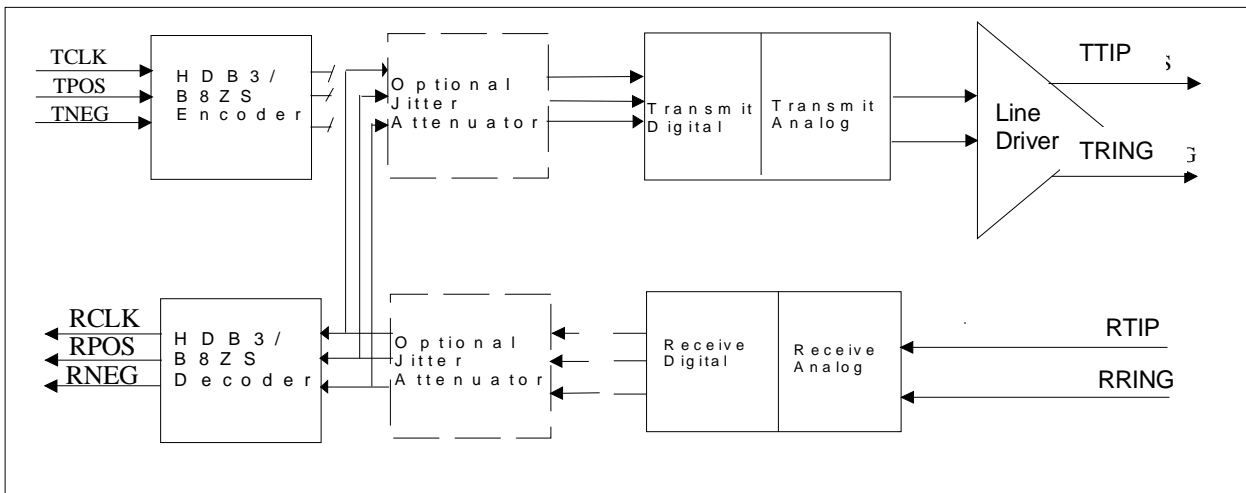 TCLK
TPOS
TNEG
HDB3/
B8ZS
Encoder
Optional
Jitter
Attenuator
Transmit
Digital
Transmit
Analog
Line
Driver
TTIP
S
TRING
G
RCLK
RPOS
RNEG
HDB3/
B8ZS
Decoder
Optional
Jitter
Attenuator
Receive
Digital
Receive
Analog
RTIP
RRING